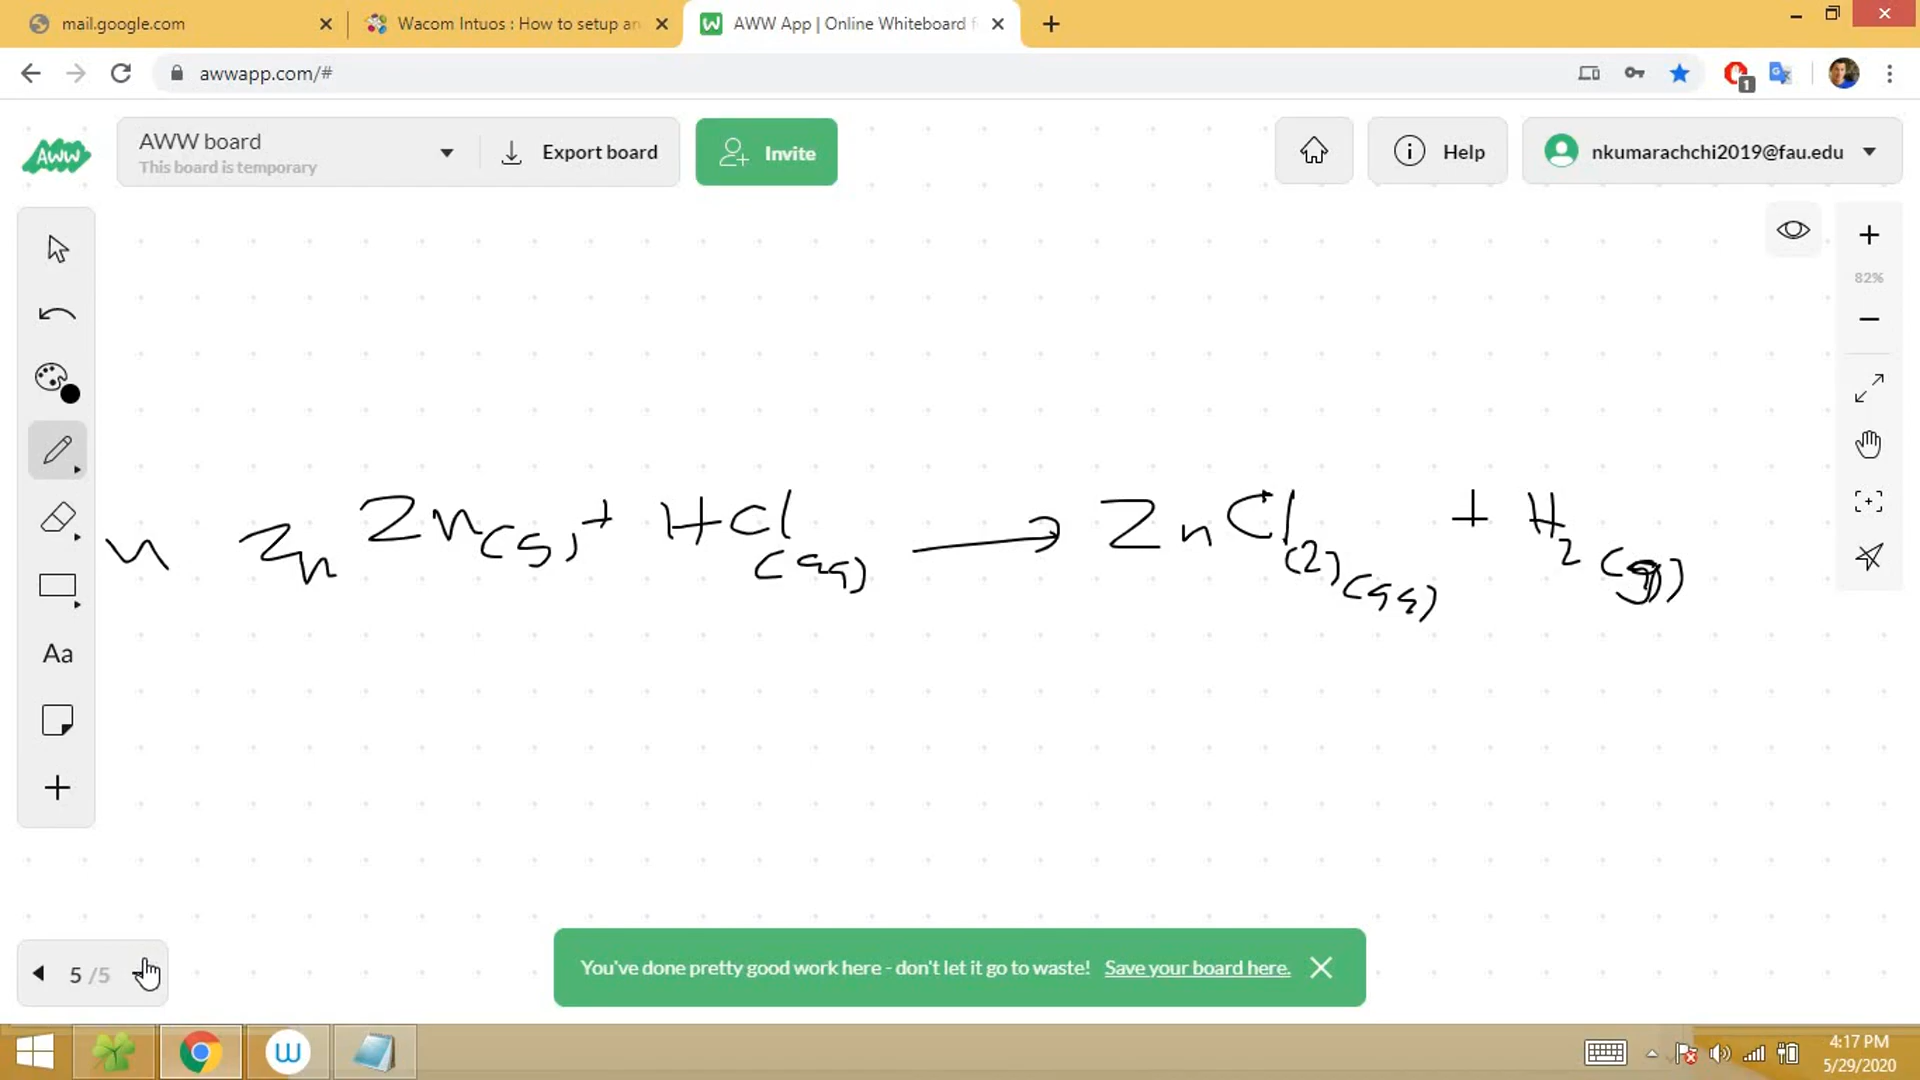 mail.google.com
Wacom Intuos : How to setup an
AWW App | Online Whiteboard f
awwapp.com/#
1
AWW
AWW board
This board is temporary
Export board
Invite
Help
nkumarachchi2019@fau.edu
82%
n Zn Zn(s) + HCl(aq) → ZnCl(2)(aq) + H2(g)
Aa
5 /5
You've done pretty good work here - don't let it go to waste! Save your board here.
4:17 PM
5/29/2020